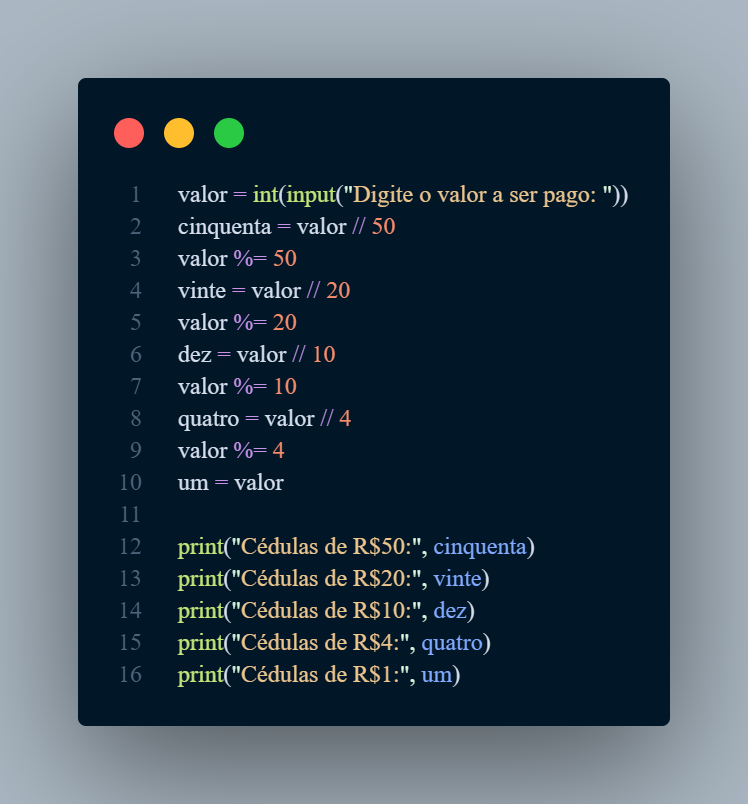 1 valor = int(input("Digite o valor a ser pago: "))
2 cinquenta = valor // 50
3 valor %= 50
4 vinte = valor // 20
5 valor %= 20
6 dez = valor // 10
7 valor %= 10
8 quatro = valor // 4
9 valor %= 4
10 um = valor
11
12 print("Cédulas de R$50:", cinquenta)
13 print("Cédulas de R$20:", vinte)
14 print("Cédulas de R$10:", dez)
15 print("Cédulas de R$4:", quatro)
16 print("Cédulas de R$1:", um)